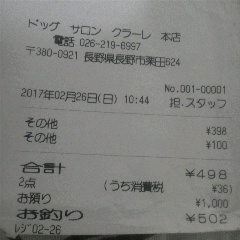 ドッグ サロン クラーレ 本店
電話 026-219-6997
〒380-0921 長野県長野市栗田624
No.001-00001
2017年02月26日(日) 10:44 担.スタッフ
その他 ¥398
その他 ¥100
合計 ¥498
2点 (うち消費税 ¥36)
お預り ¥1,000
お釣り ¥502
レジ02-26